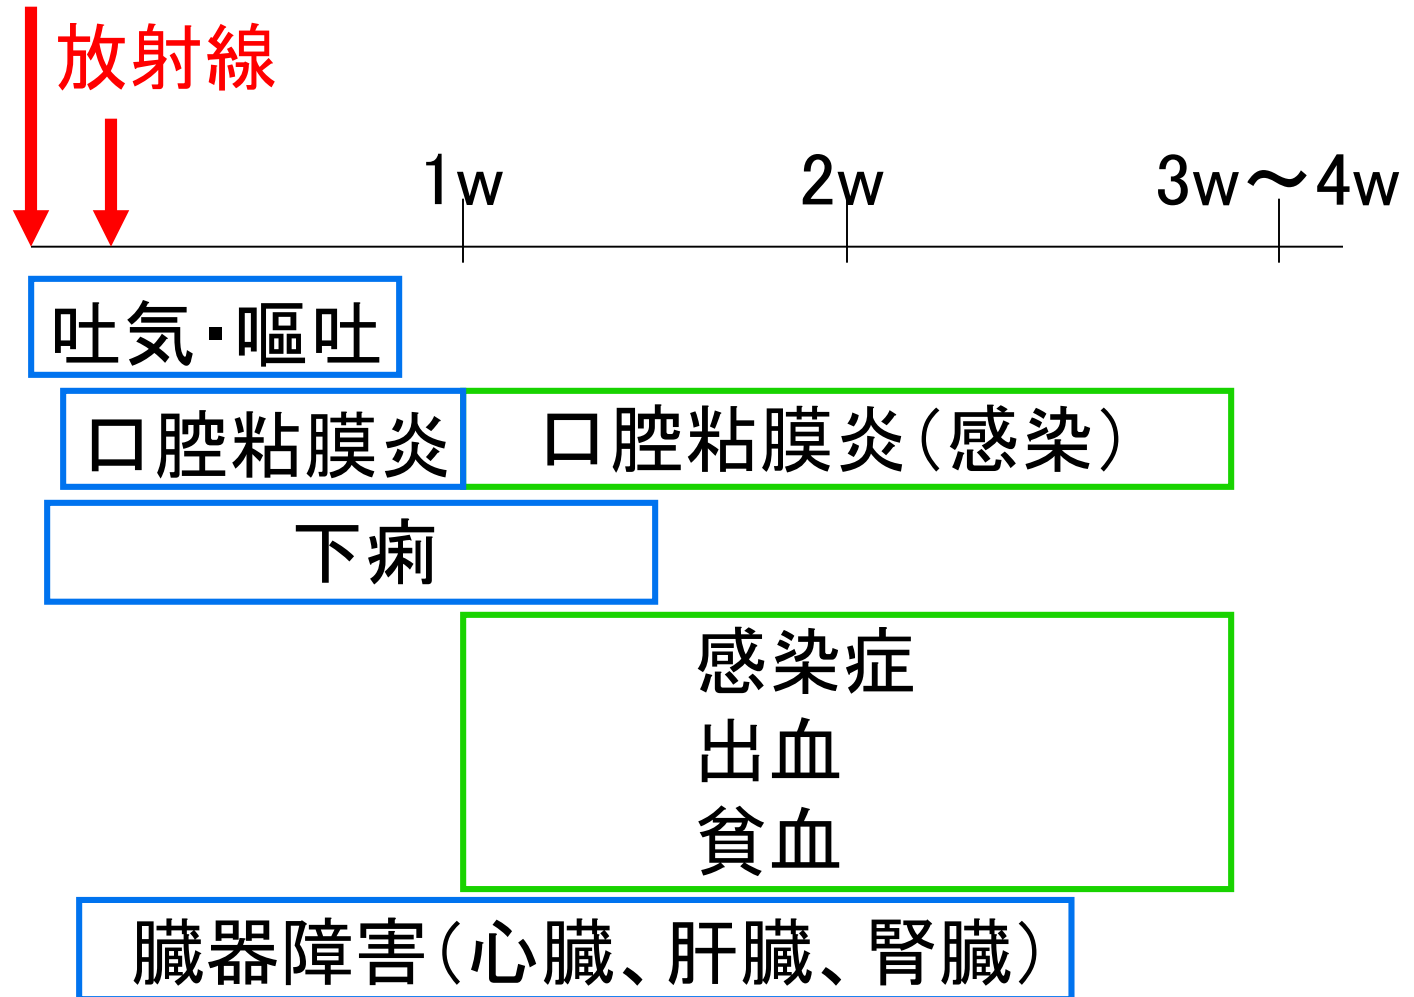 放射線
1w
2w
3w～4w
吐気・嘔吐
口腔粘膜炎
口腔粘膜炎（感染）
下痢
感染症
出血
貧血
臓器障害（心臓、肝臓、腎臓）